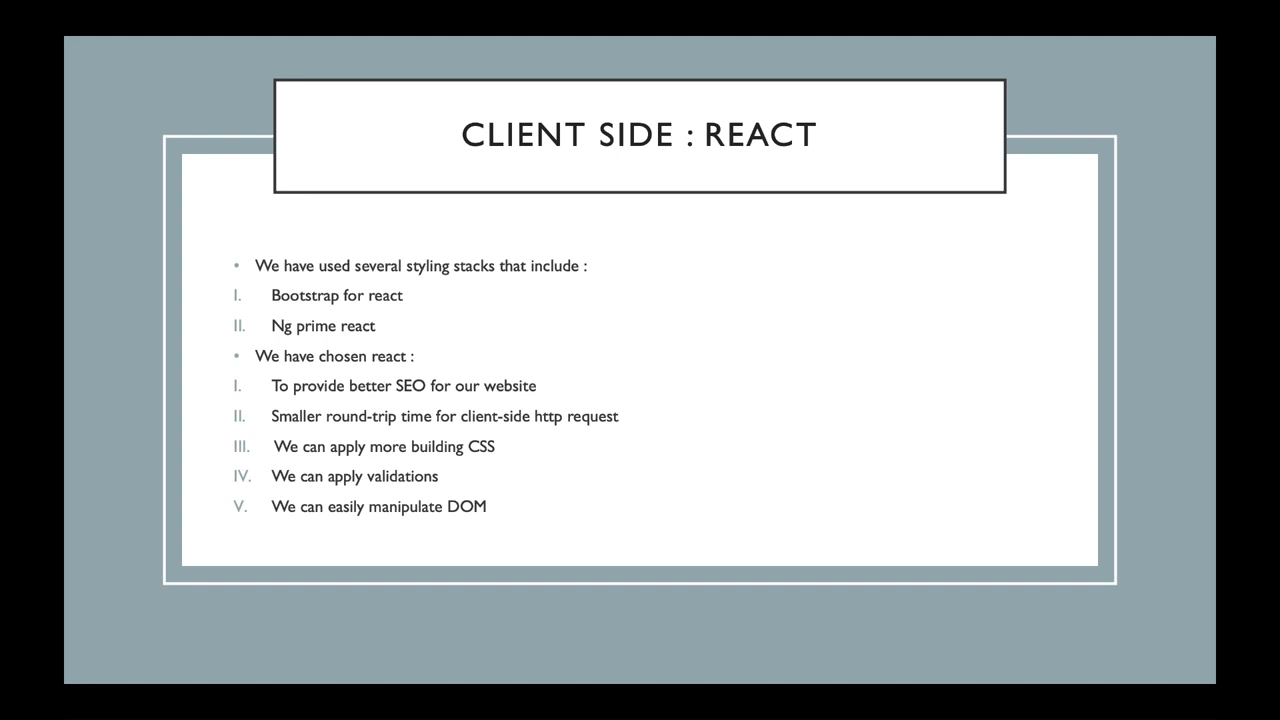 CLIENT SIDE : REACT
• We have used several styling stacks that include :
I. Bootstrap for react
II. Ng prime react
• We have chosen react :
I. To provide better SEO for our website
II. Smaller round-trip time for client-side http request
III. We can apply more building CSS
IV. We can apply validations
V. We can easily manipulate DOM